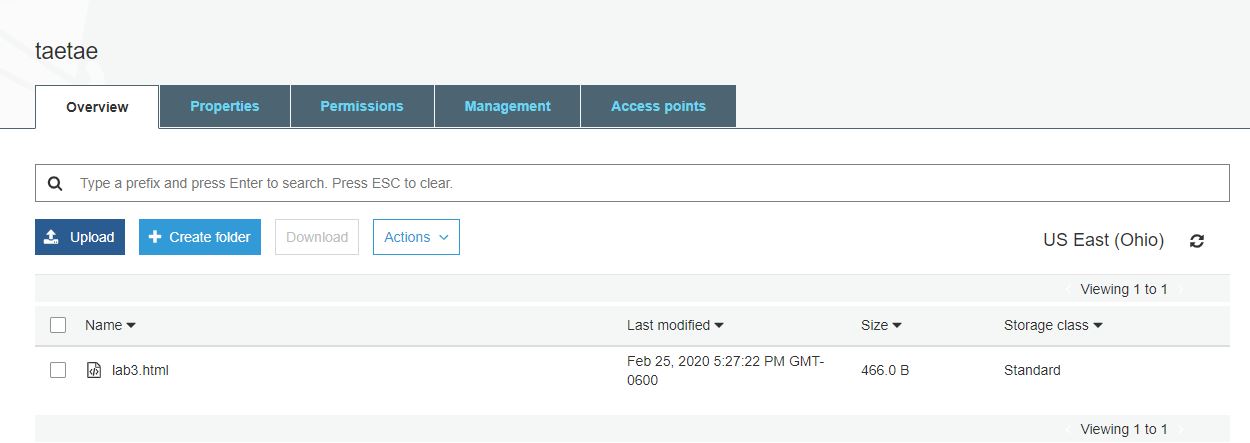 taetae
Overview Properties Permissions Management Access points
Type a prefix and press Enter to search. Press ESC to clear.
Upload Create folder Download Actions US East (Ohio)
Viewing 1 to 1
Name Last modified Size Storage class
lab3.html Feb 25, 2020 5:27:22 PM GMT-
0600 466.0 B Standard
Viewing 1 to 1